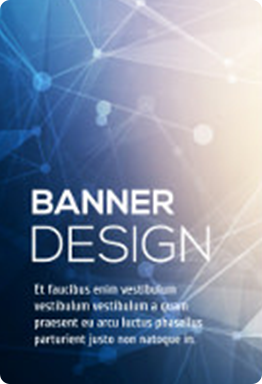 BANNER
DESIGN
Et faucibus enim vestibulum
vestibulum vestibulum a quam
praesent eu arcu luctus phasellus
parturient justo non natoque in.